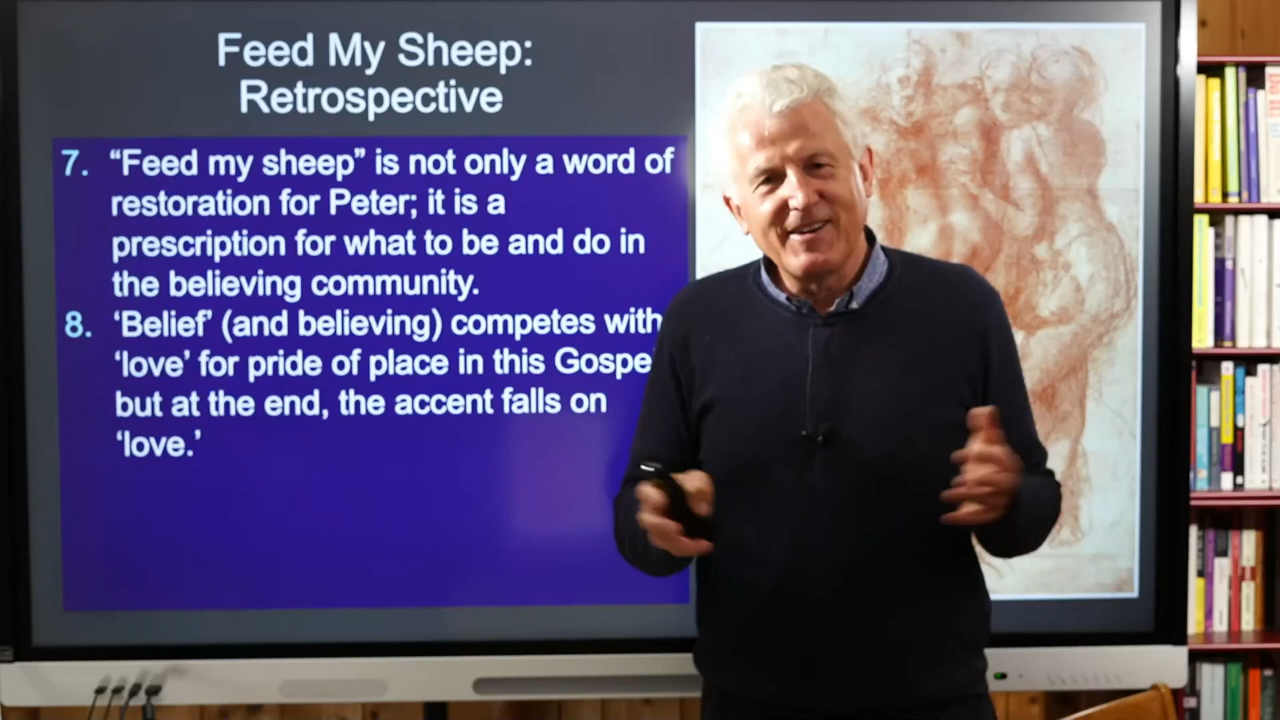 Feed My Sheep:
Retrospective
7. “Feed my sheep” is not only a word of
restoration for Peter; it is a
prescription for what to be and do in
the believing community.
8. ‘Belief’ (and believing) competes with
‘love’ for pride of place in this
but at the end, the accent falls on
‘love.’